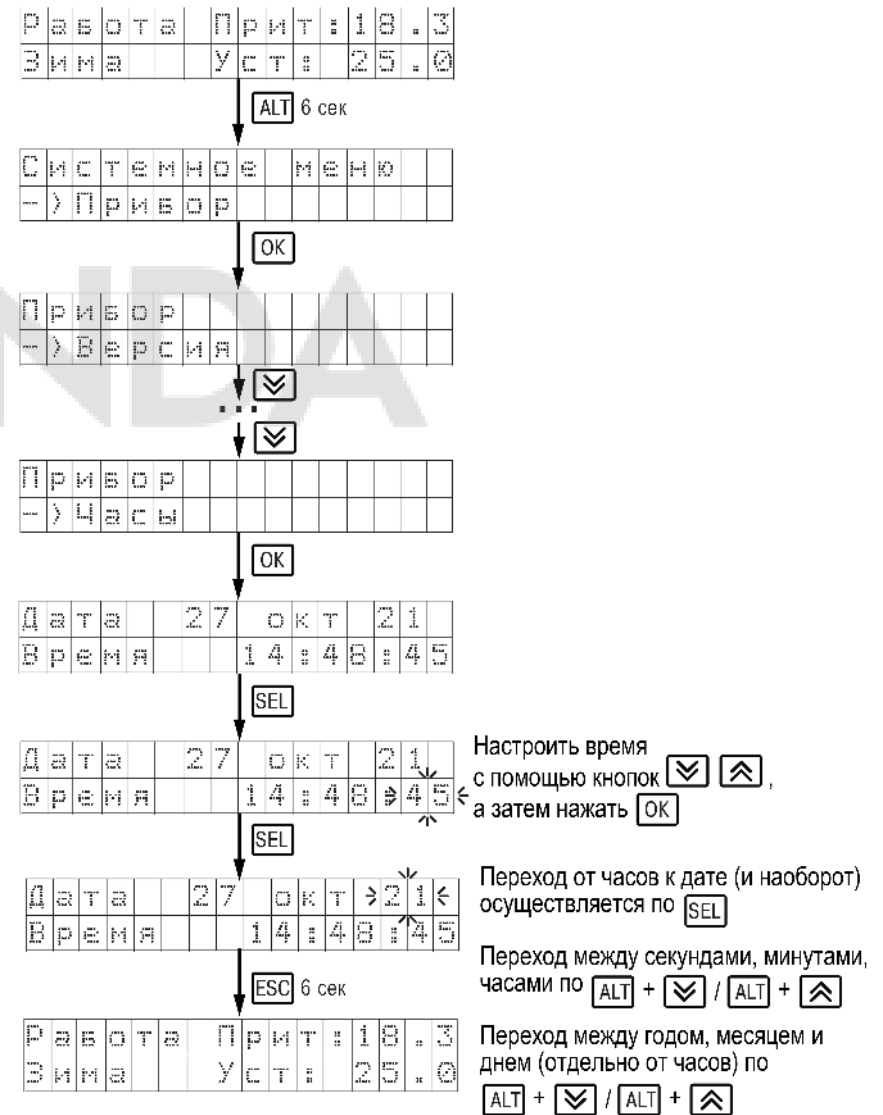 Работа Прит:18.3
Зима Уст: 25.0
ALT 6 сек
Системное меню
->Прибор
OK
Прибор
->Версия
...
Прибор
->Часы
OK
Дата 27 окт 21
Время 14:48:45
SEL
Дата 27 окт 21
Время 14:48:45
Настроить время
с помощью кнопок ,
а затем нажать OK
SEL
Дата 27 окт 21
Время 14:48:45
Переход от часов к дате (и наоборот)
осуществляется по SEL
Переход между секундами, минутами,
часами по ALT + / ALT +
ESC 6 сек
Работа Прит:18.3
Зима Уст: 25.0
Переход между годом, месяцем и
днем (отдельно от часов) по
ALT + / ALT +
NDA